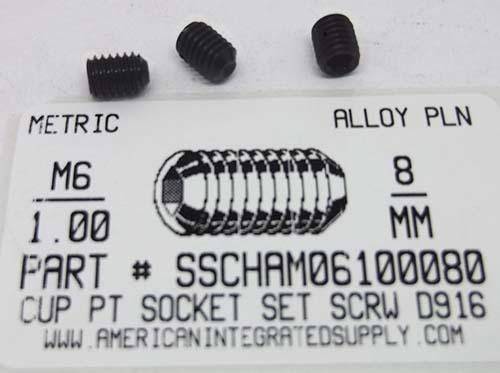 METRIC ALLOY PLN
M6 8
1.00 MM
PART # SSCHAM06100080
CUP PT SOCKET SET SCRW D916
WWW.AMERICANINTEGRATEDSUPPLY.COM